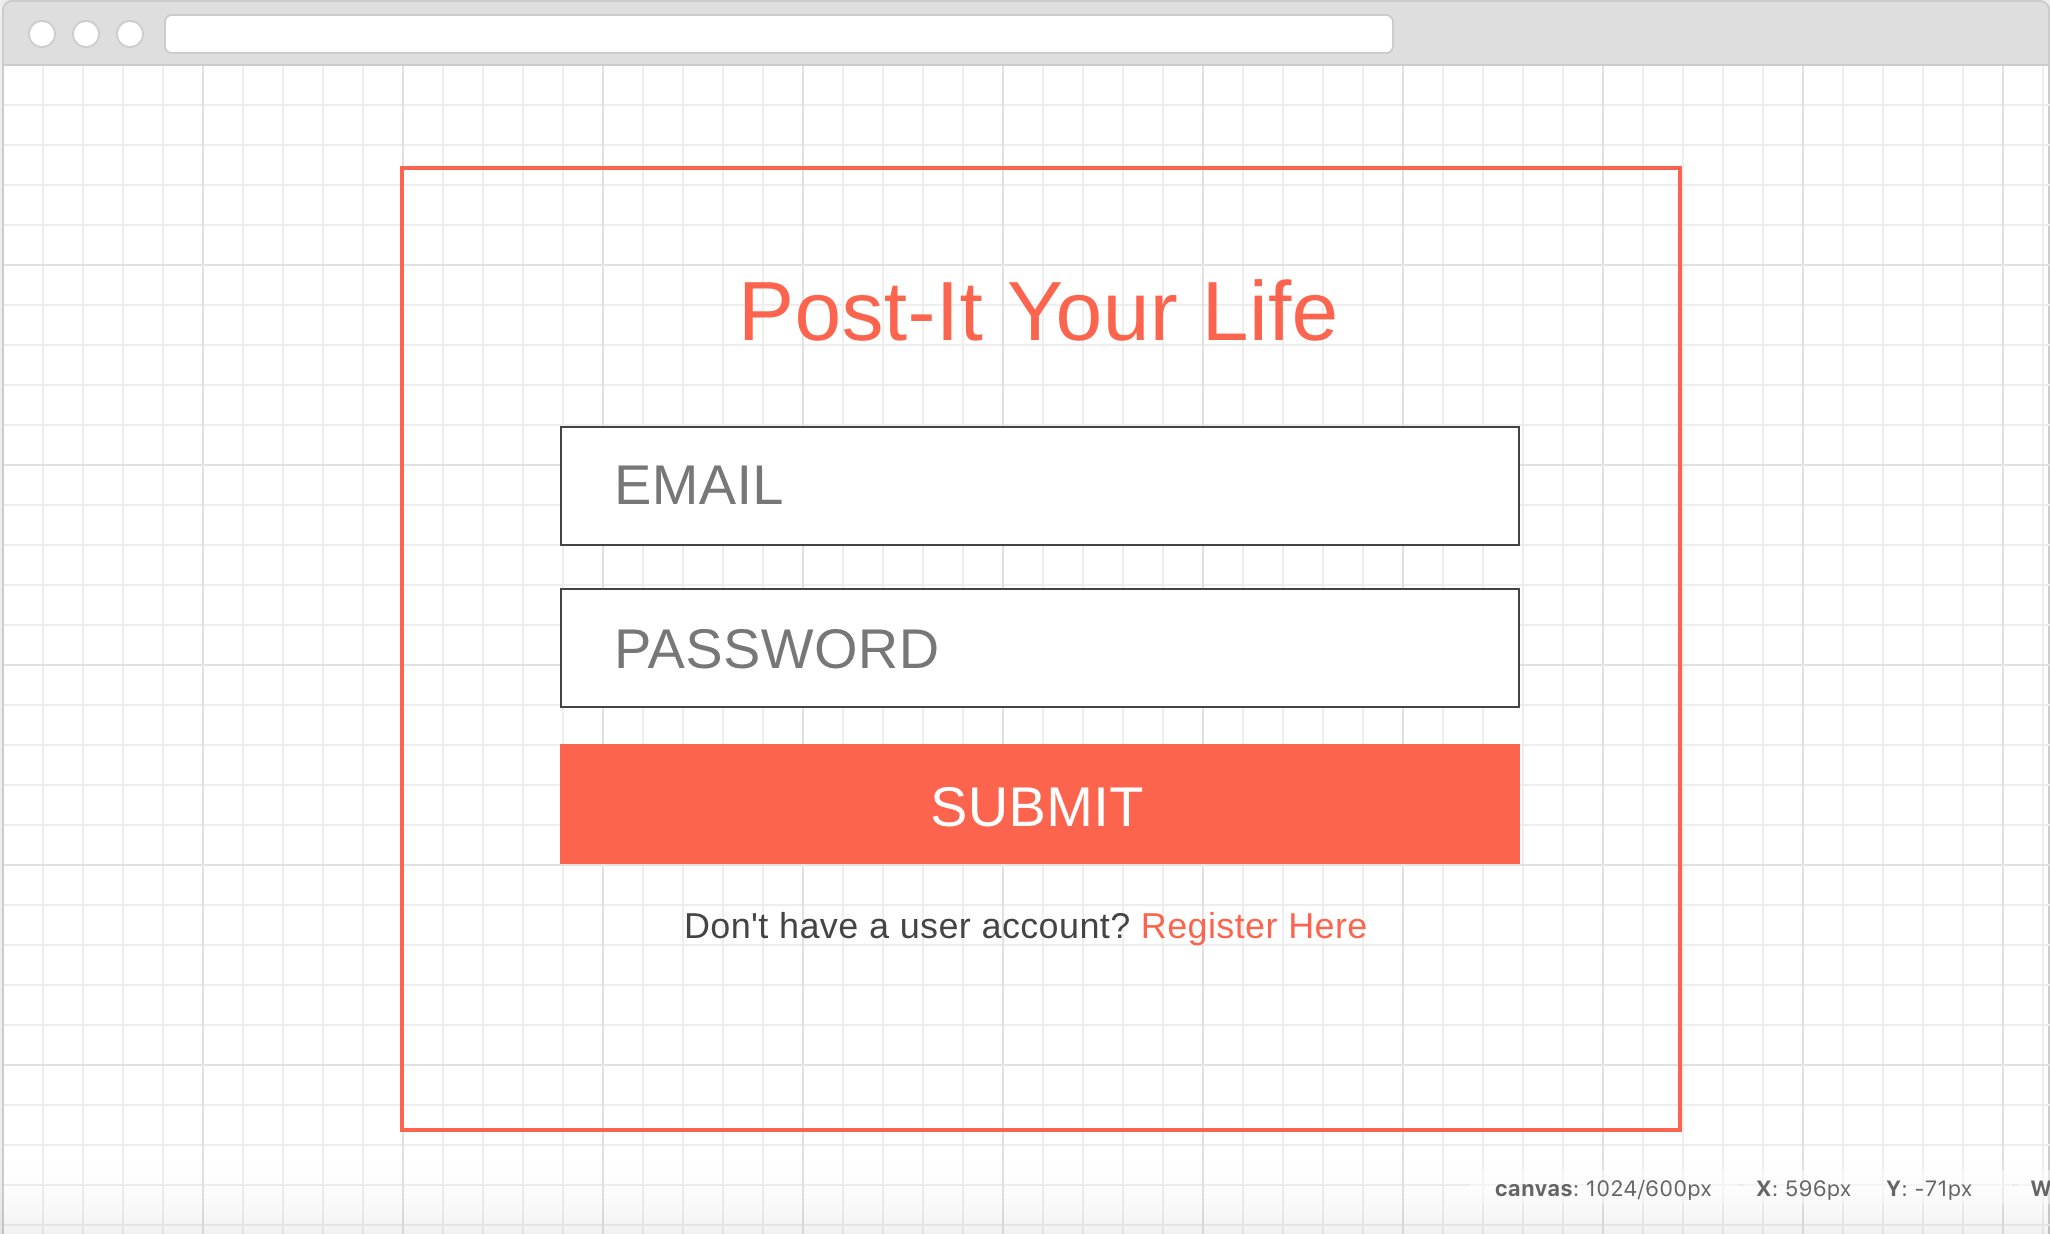 Post-It Your Life
EMAIL
PASSWORD
SUBMIT
Don't have a user account? Register Here
canvas: 1024/600px X: 596px Y: -71px W